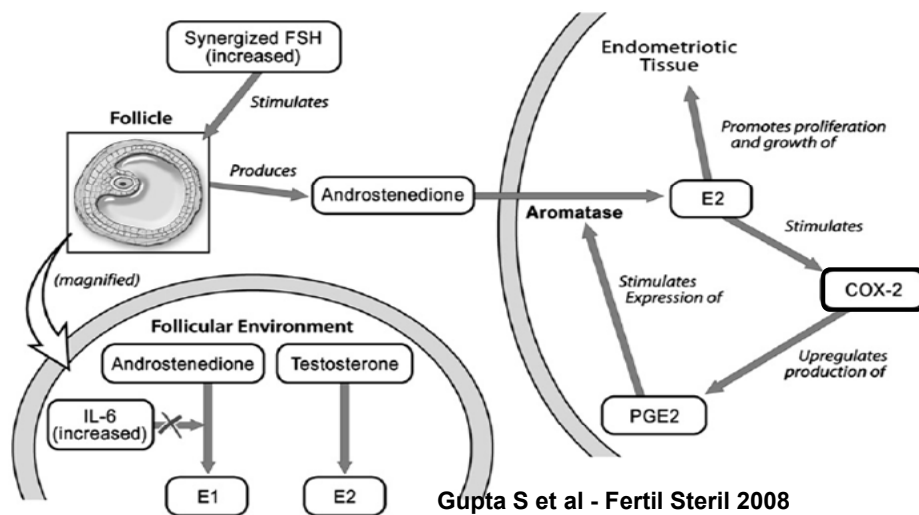 Synergized FSH
(increased)
Stimulates
Follicle
Produces
Androstenedione
(magnified)
Endometriotic
Tissue
Promotes proliferation
and growth of
E2
Aromatase
Stimulates
COX-2
Stimulates
Expression of
Upregulates
production of
PGE2
Follicular Environment
Androstenedione
Testosterone
IL-6
(increased)
E1
E2
Gupta S et al - Fertil Steril 2008